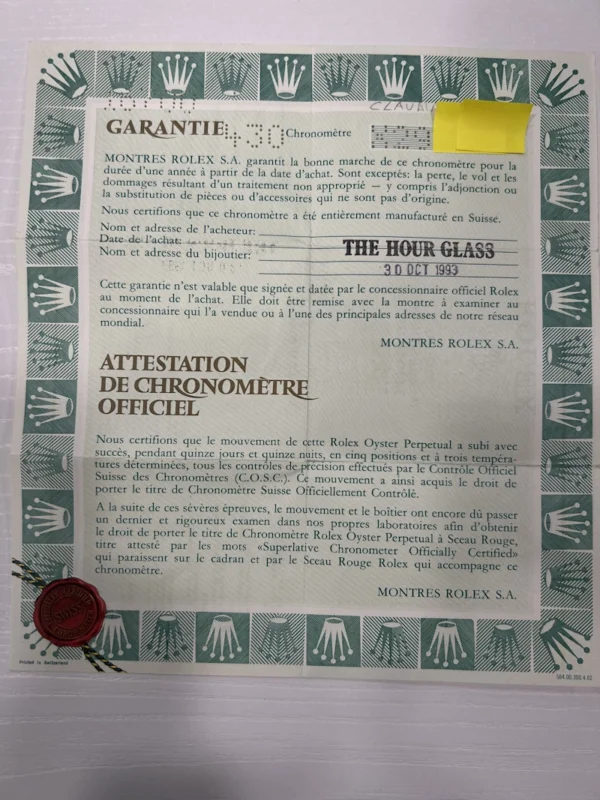 GARANTIE 430 Chronomètre
MONTRES ROLEX S.A. garantit la bonne marche de ce chronomètre pour la
durée d'une année à partir de la date d'achat. Sont exceptés: la perte, le vol et les
dommages résultant d'un traitement non approprié – y compris l'adjonction ou
la substitution de pièces ou d'accessoires qui ne sont pas d'origine.
Nous certifions que ce chronomètre a été entièrement manufacturé en Suisse.
Nom et adresse de l'acheteur:
Date de l'achat:
Nom et adresse du bijoutier:
THE HOUR GLASS
30 OCT 1993
Cette garantie n'est valable que signée et datée par le concessionnaire officiel Rolex
au moment de l'achat. Elle doit être remise avec la montre à examiner au
concessionnaire qui l'a vendue ou à l'une des principales adresses de notre réseau
mondial.
MONTRES ROLEX S.A.
ATTESTATION
DE CHRONOMÈTRE
OFFICIEL
Nous certifions que le mouvement de cette Rolex Oyster Perpetual a subi avec
succès, pendant quinze jours et quinze nuits, en cinq positions et à trois tempéra-
tures déterminées, tous les contrôles de précision effectués par le Contrôle Officiel
Suisse des Chronomètres (C.O.S.C.). Ce mouvement a ainsi acquis le droit de
porter le titre de Chronomètre Suisse Officiellement Contrôlé.
A la suite de ces sévères épreuves, le mouvement et le boîtier ont encore dû passer
un dernier et rigoureux examen dans nos propres laboratoires afin d'obtenir
le droit de porter le titre de Chronomètre Rolex Oyster Perpetual à Sceau Rouge,
titre attesté par les mots «Superlative Chronometer Officially Certified»
qui paraissent sur le cadran et par le Sceau Rouge Rolex qui accompagne ce
chronomètre.
MONTRES ROLEX S.A.
Printed in Switzerland